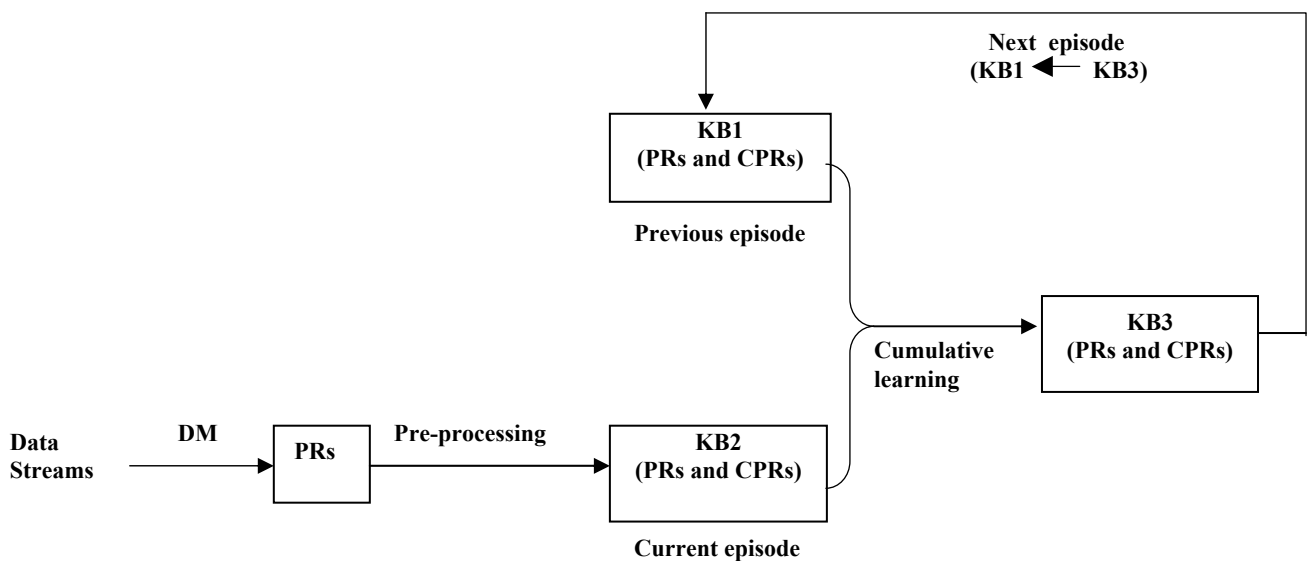 Next episode
(KB1 KB3)
KB1
(PRs and CPRs)
Previous episode
KB3
(PRs and CPRs)
Cumulative
learning
Data
Streams
DM
PRs
Pre-processing
KB2
(PRs and CPRs)
Current episode